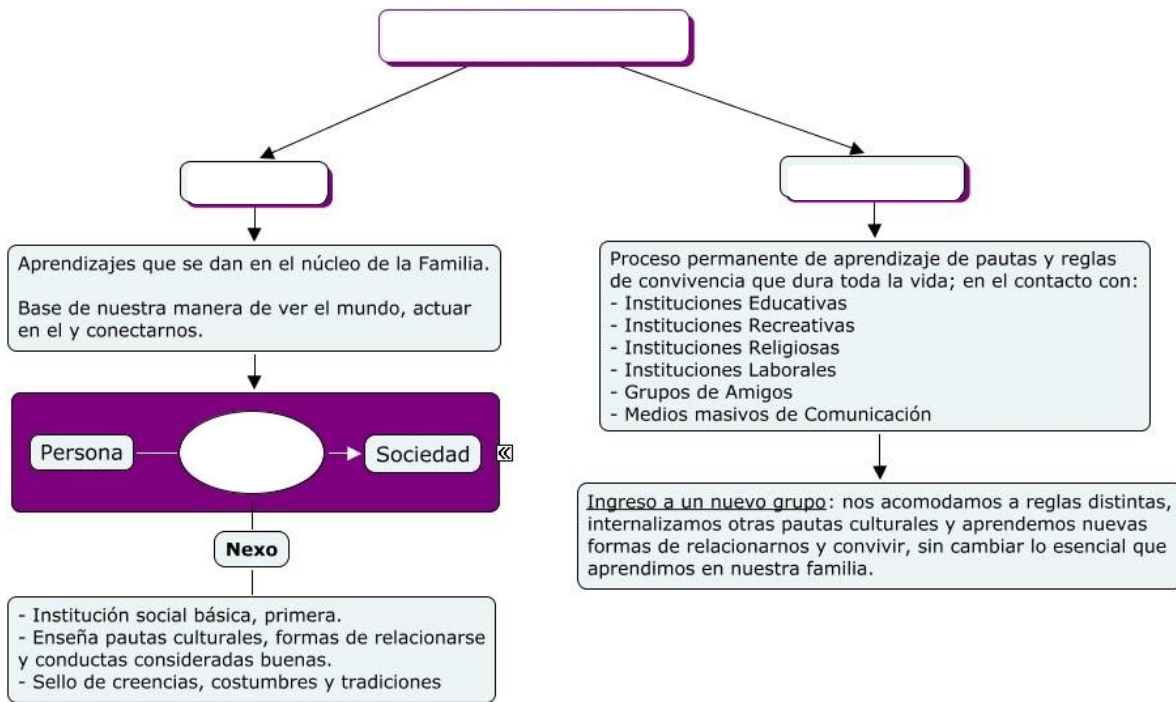 Aprendizajes que se dan en el núcleo de la Familia.
Base de nuestra manera de ver el mundo, actuar
en el y conectarnos.
Persona
Sociedad
Nexo
- Institución social básica, primera.
- Enseña pautas culturales, formas de relacionarse
y conductas consideradas buenas.
- Sello de creencias, costumbres y tradiciones
Proceso permanente de aprendizaje de pautas y reglas
de convivencia que dura toda la vida; en el contacto con:
- Instituciones Educativas
- Instituciones Recreativas
- Instituciones Religiosas
- Instituciones Laborales
- Grupos de Amigos
- Medios masivos de Comunicación
Ingreso a un nuevo grupo: nos acomodamos a reglas distintas,
internalizamos otras pautas culturales y aprendemos nuevas
formas de relacionarnos y convivir, sin cambiar lo esencial que
aprendimos en nuestra familia.